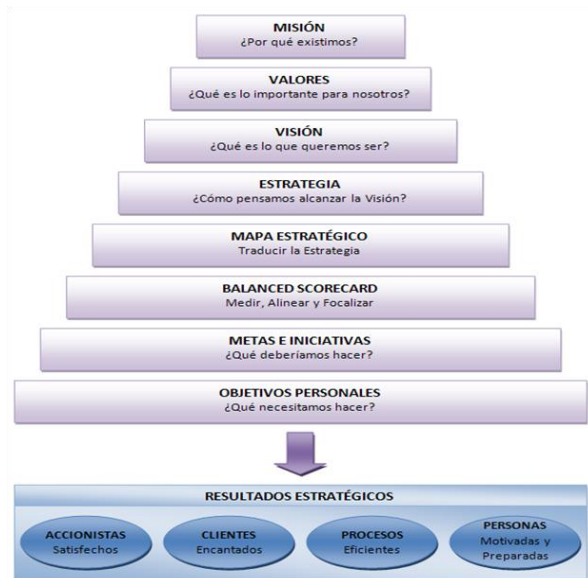 MISIÓN
¿Por qué existimos?
VALORES
¿Qué es lo importante para nosotros?
VISIÓN
¿Qué es lo que queremos ser?
ESTRATEGIA
¿Cómo pensamos alcanzar la Visión?
MAPA ESTRATÉGICO
Traducir la Estrategia
BALANCED SCORECARD
Medir, Alinear y Focalizar
METAS E INICIATIVAS
¿Qué deberíamos hacer?
OBJETIVOS PERSONALES
¿Qué necesitamos hacer?
RESULTADOS ESTRATÉGICOS
ACCIONISTAS
Satisfechos
CLIENTES
Encantados
PROCESOS
Eficientes
PERSONAS
Motivadas y
Preparadas